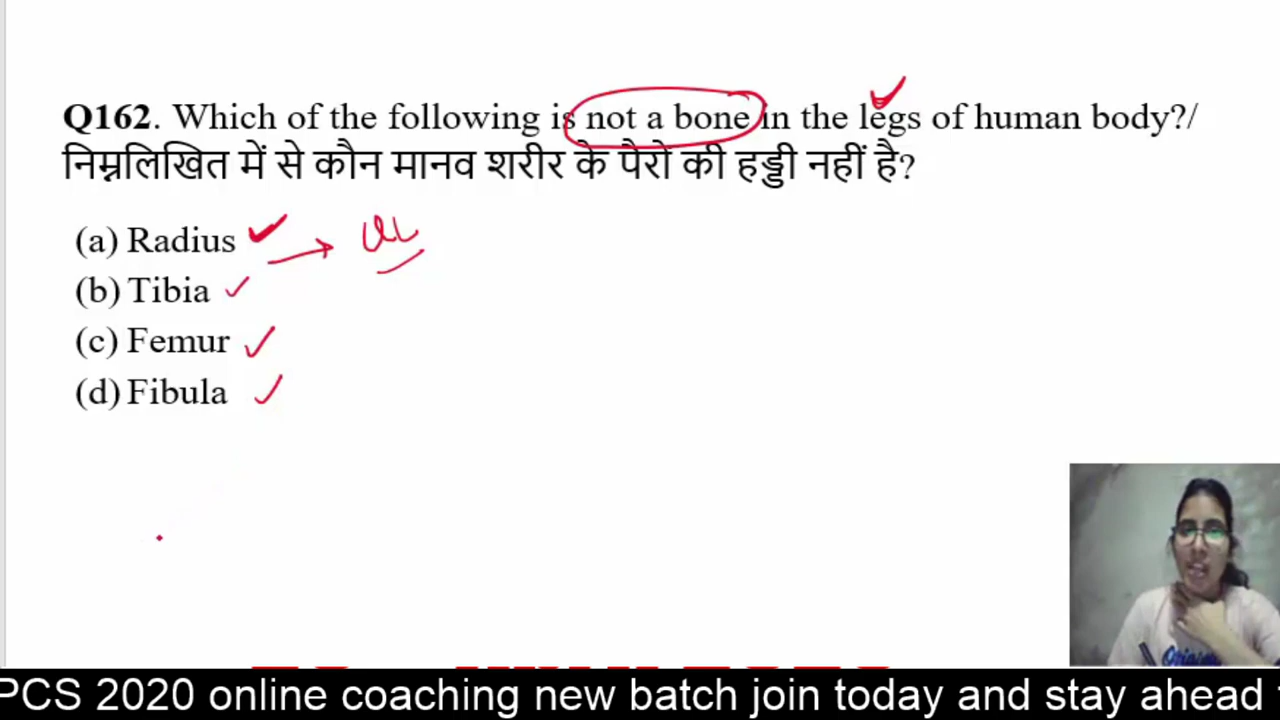 Q162. Which of the following is not a bone in the legs of human body?/
निम्नलिखित में से कौन मानव शरीर के पैरो की हड्डी नहीं है?
(a) Radius
(b) Tibia
(c) Femur
(d) Fibula
PCS 2020 online coaching new batch join today and stay ahead